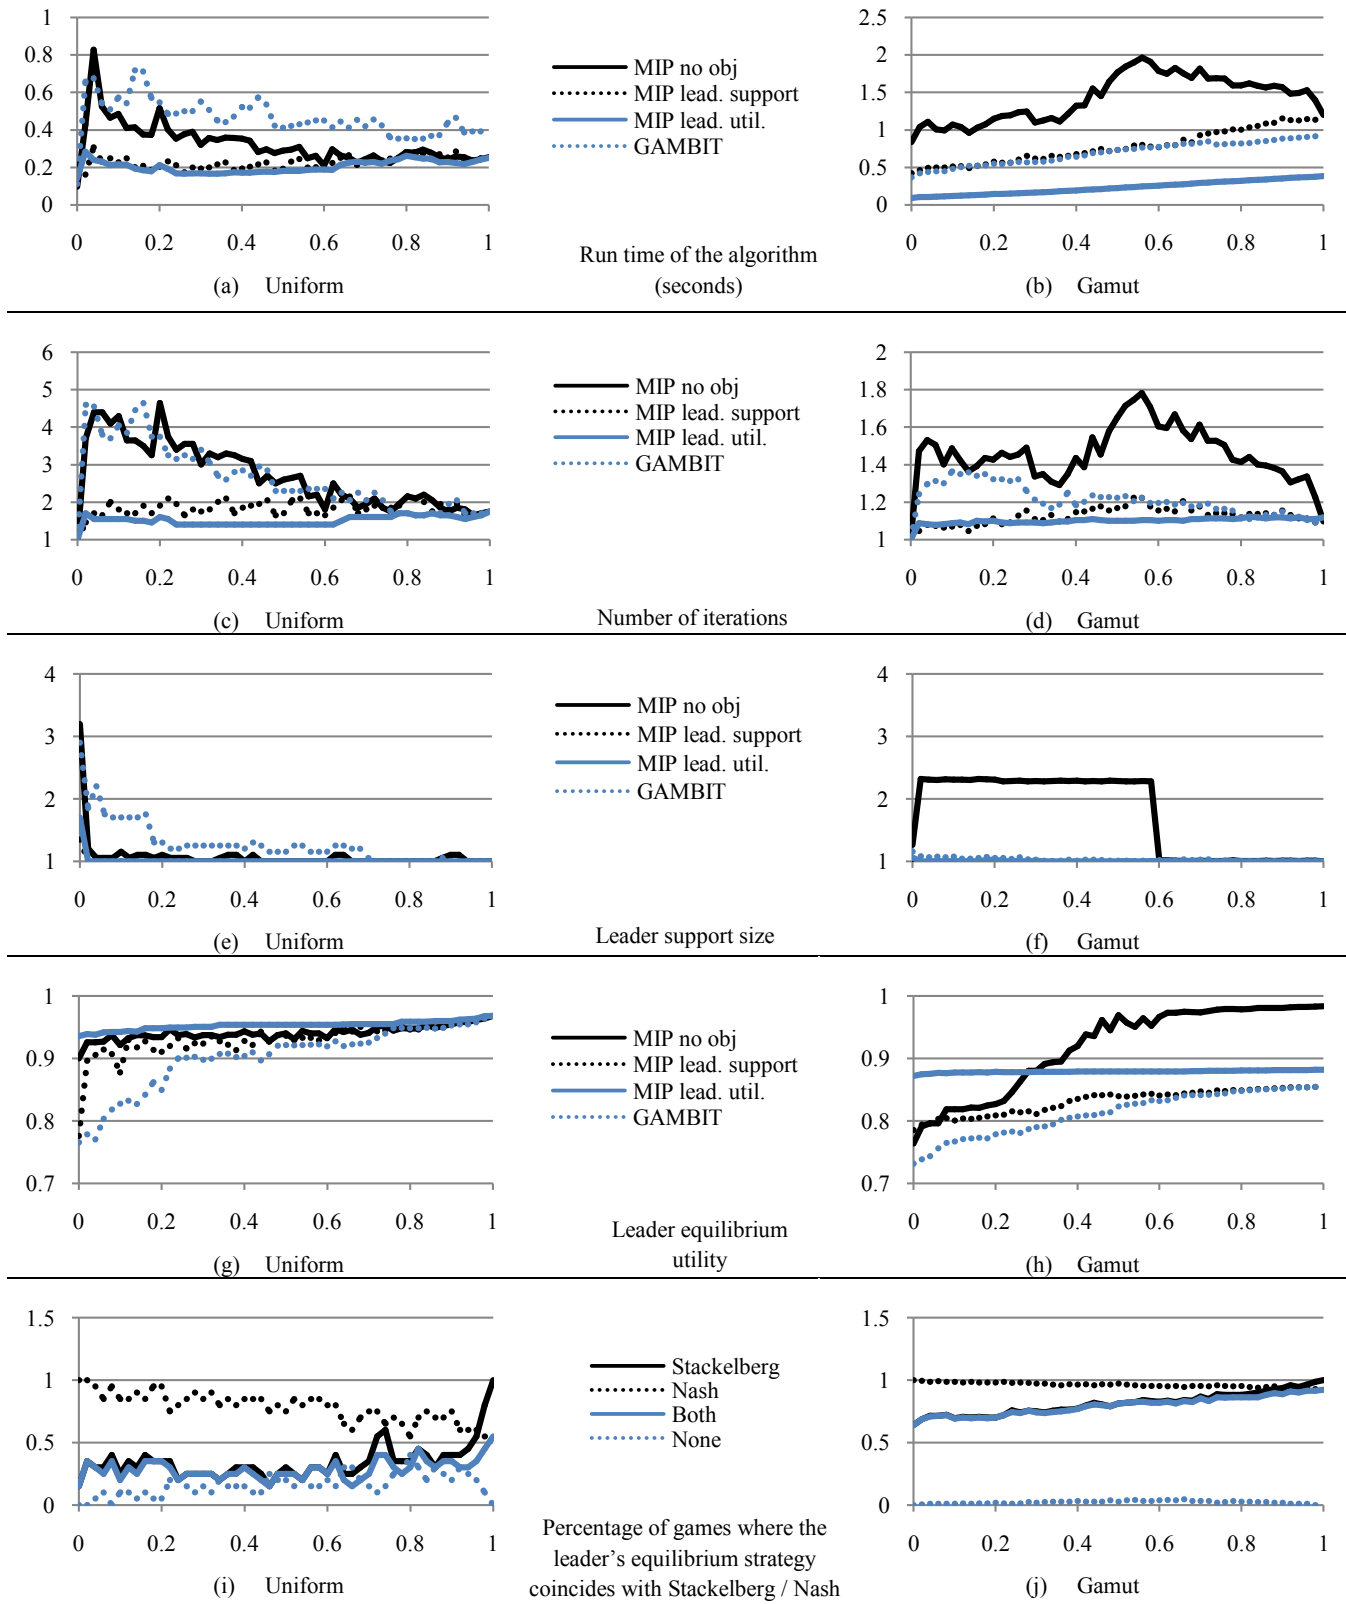 1
0.8
0.6
0.4
0.2
0
0 0.2 0.4 0.6 0.8 1
(a) Uniform
MIP no obj
MIP lead. support
MIP lead. util.
GAMBIT
Run time of the algorithm
(seconds)
2.5
2
1.5
1
0.5
0
0 0.2 0.4 0.6 0.8 1
(b) Gamut
6
5
4
3
2
1
0 0.2 0.4 0.6 0.8 1
(c) Uniform
MIP no obj
MIP lead. support
MIP lead. util.
GAMBIT
Number of iterations
2
1.8
1.6
1.4
1.2
1
0 0.2 0.4 0.6 0.8 1
(d) Gamut
4
3
2
1
0 0.2 0.4 0.6 0.8 1
(e) Uniform
MIP no obj
MIP lead. support
MIP lead. util.
GAMBIT
Leader support size
4
3
2
1
0 0.2 0.4 0.6 0.8 1
(f) Gamut
1
0.9
0.8
0.7
0 0.2 0.4 0.6 0.8 1
(g) Uniform
MIP no obj
MIP lead. support
MIP lead. util.
GAMBIT
Leader equilibrium
utility
1
0.9
0.8
0.7
0 0.2 0.4 0.6 0.8 1
(h) Gamut
1.5
1
0.5
0
0 0.2 0.4 0.6 0.8 1
(i) Uniform
Stackelberg
Nash
Both
None
Percentage of games where the
leader's equilibrium strategy
coincides with Stackelberg / Nash
1.5
1
0.5
0
0 0.2 0.4 0.6 0.8 1
(j) Gamut